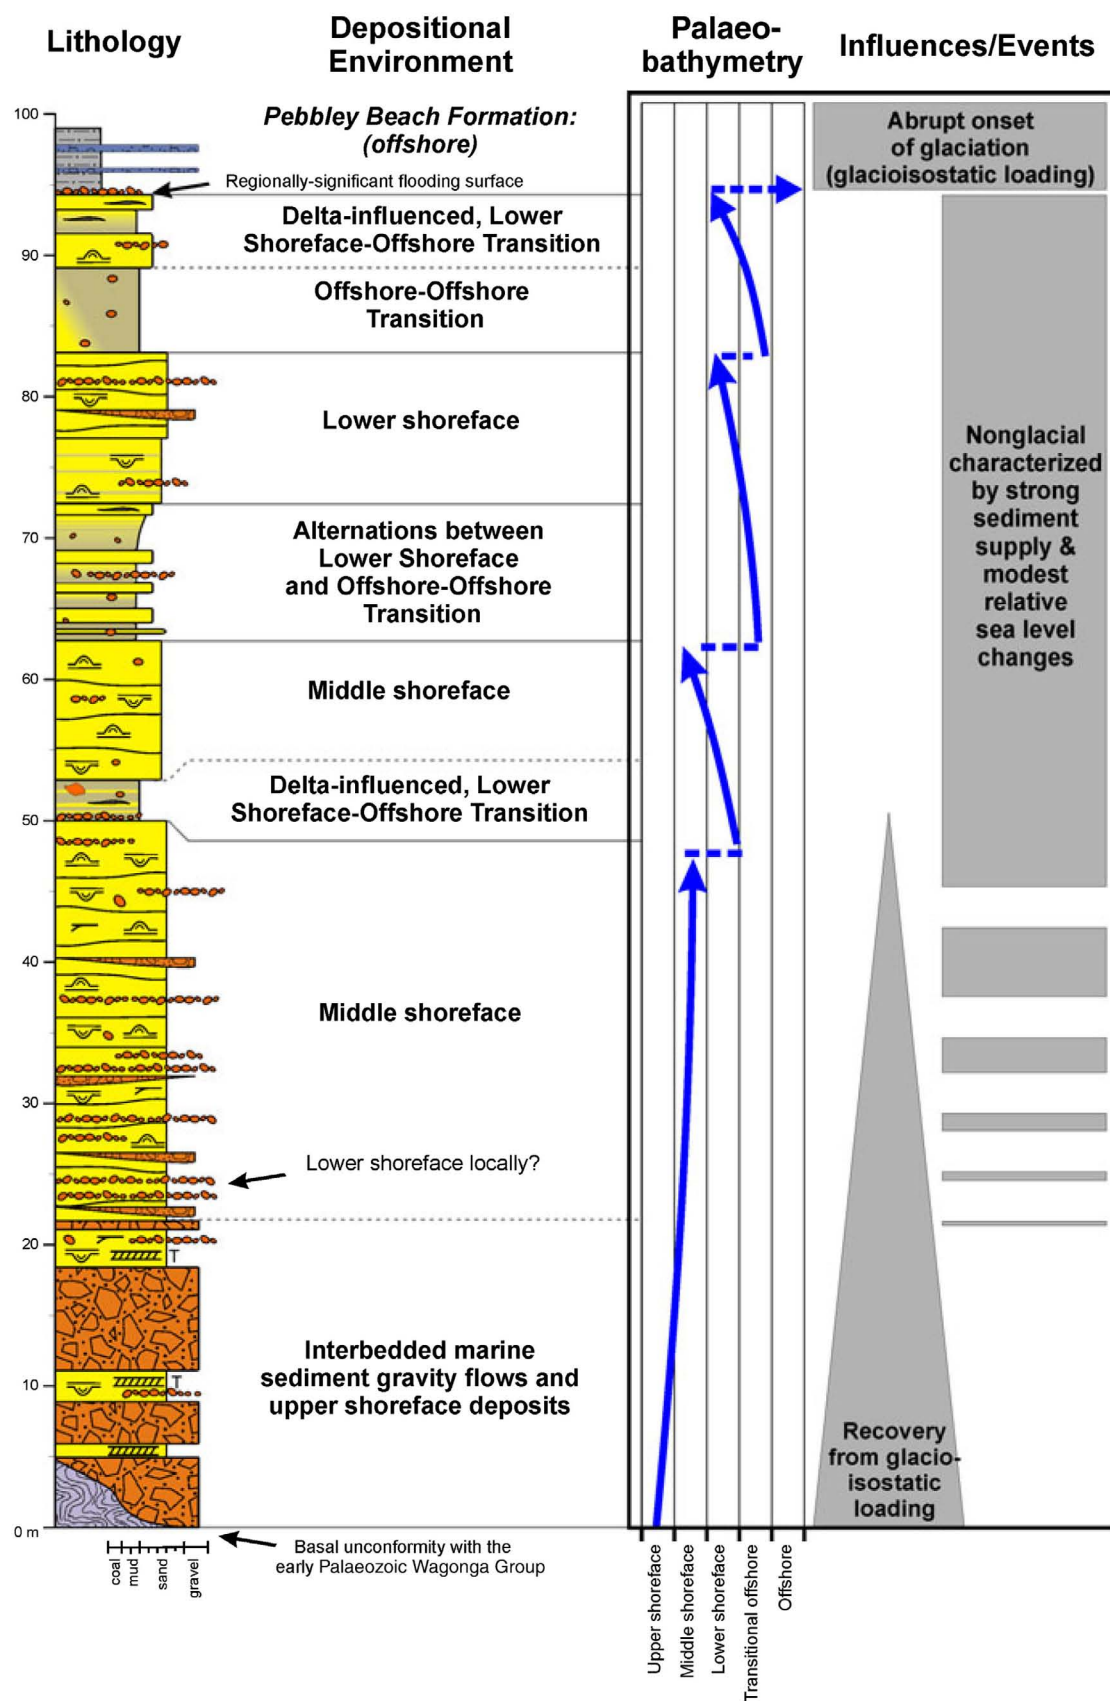 Lithology
Depositional
Environment
Palaeo-
bathymetry
Influences/Events
100
90
80
70
60
50
40
30
20
10
0 m
Pebbley Beach Formation:
(offshore)
Regionally-significant flooding surface
Delta-influenced, Lower
Shoreface-Offshore Transition
Offshore-Offshore
Transition
Lower shoreface
Alternations between
Lower Shoreface
and Offshore-Offshore
Transition
Middle shoreface
Delta-influenced, Lower
Shoreface-Offshore Transition
Middle shoreface
Lower shoreface locally?
T
T
Interbedded marine
sediment gravity flows and
upper shoreface deposits
Basal unconformity with the
early Palaeozoic Wagonga Group
coal
mud
sand
gravel
Upper shoreface
Middle shoreface
Lower shoreface
Transitional offshore
Offshore
Abrupt onset
of glaciation
(glacioisostatic loading)
Nonglacial
characterized
by strong
sediment
supply &
modest
relative
sea level
changes
Recovery
from glacio-
isostatic
loading